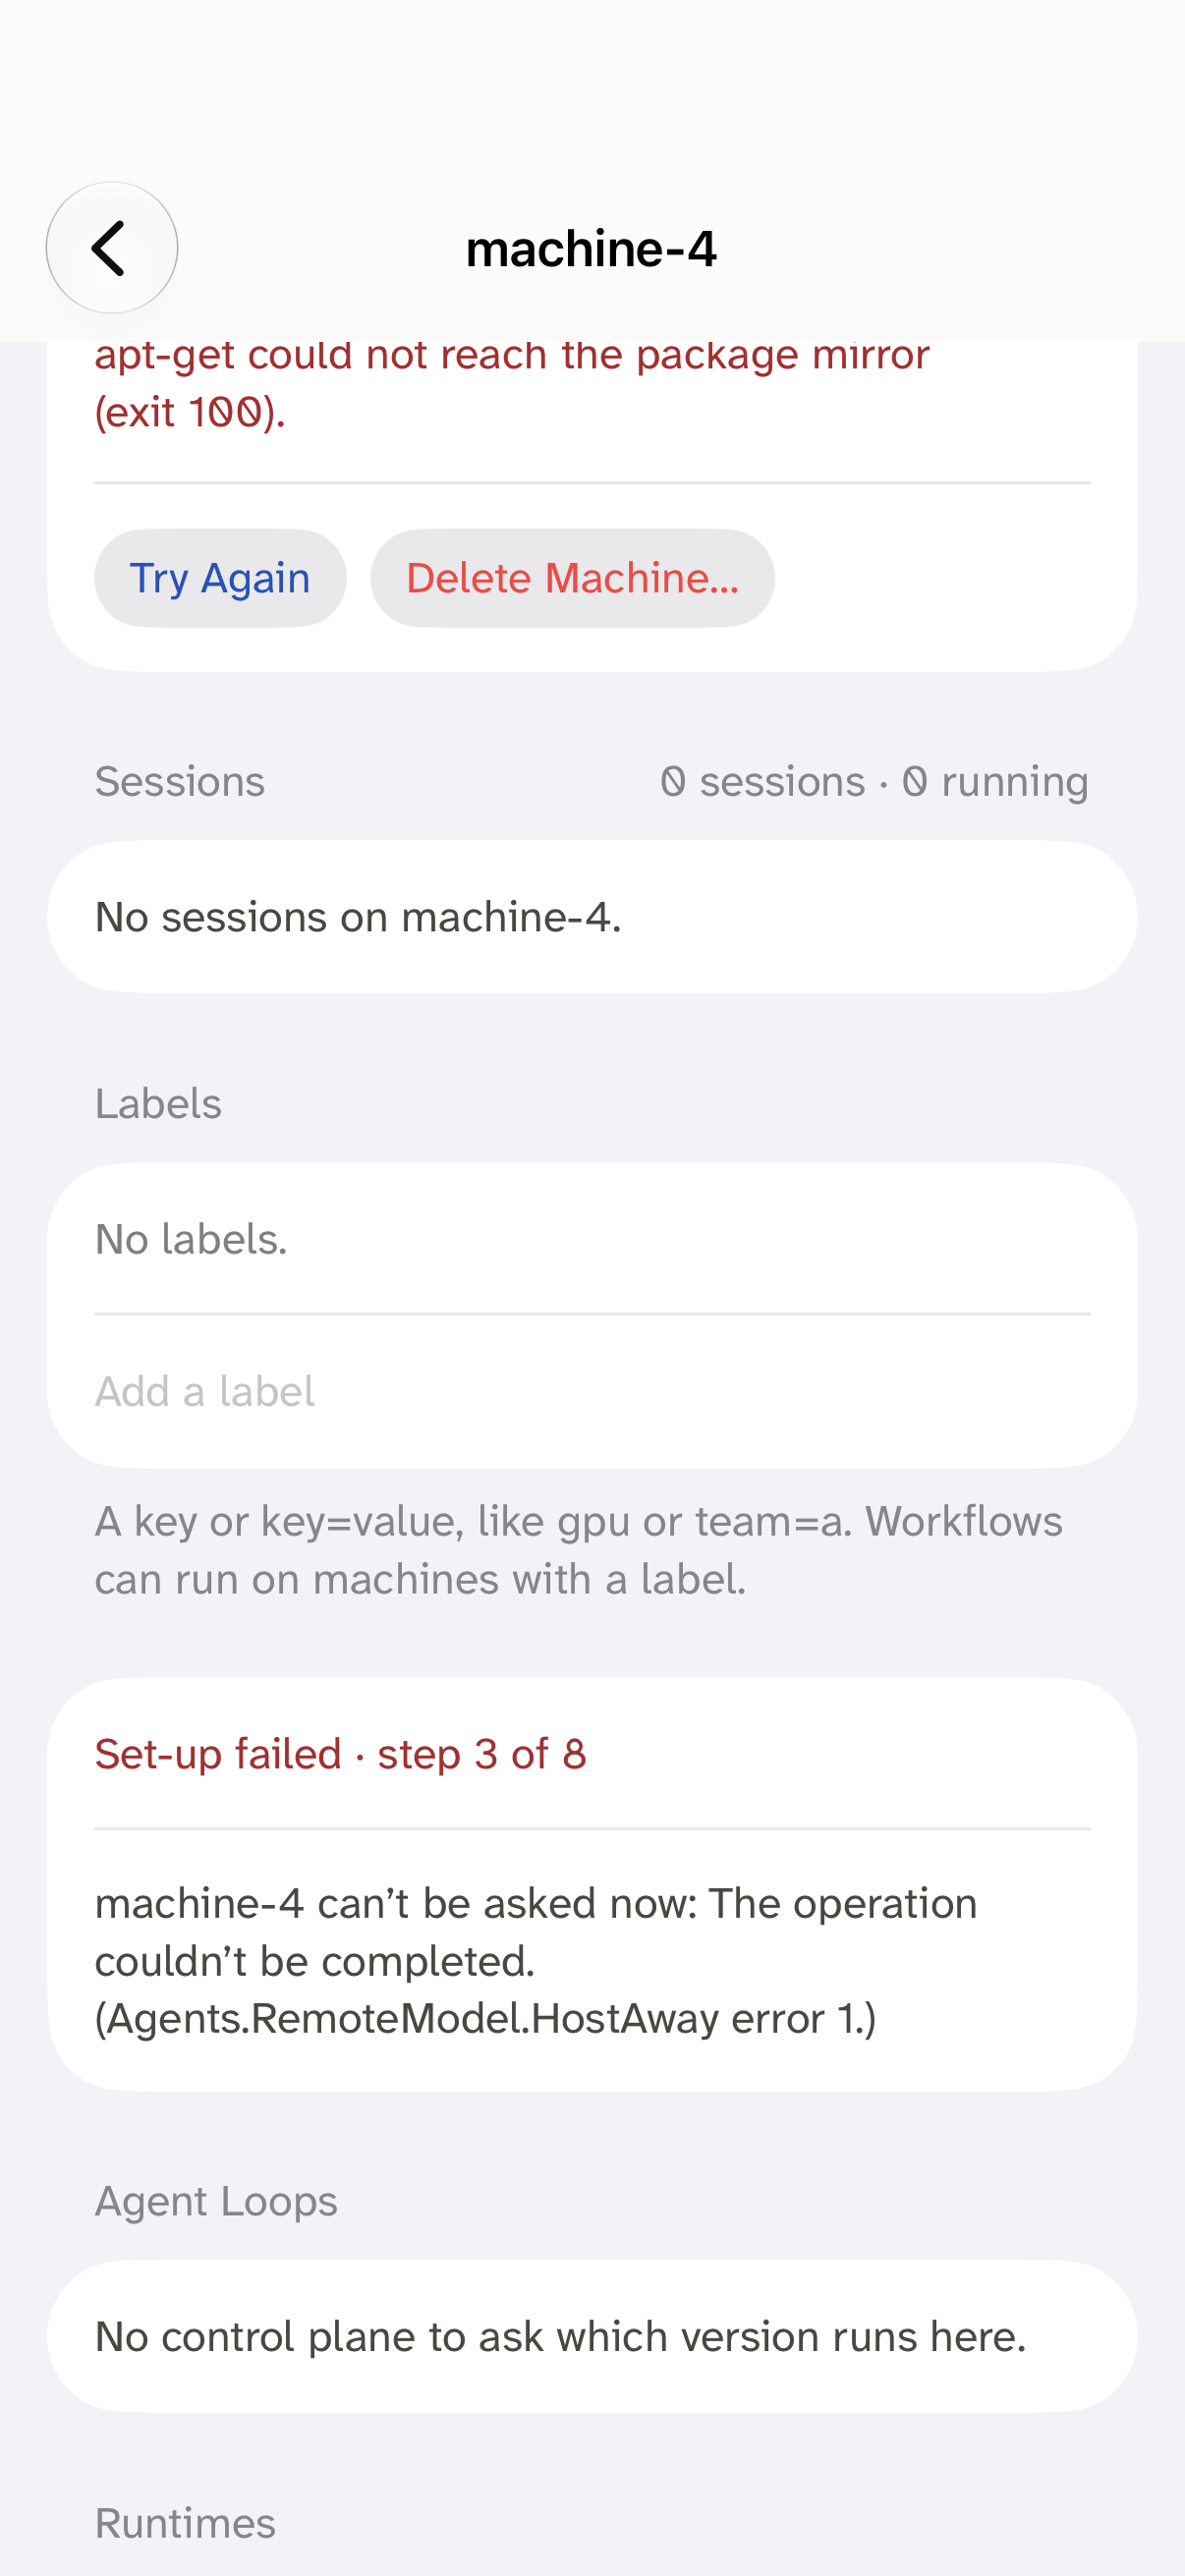 machine-4
apt-get could not reach the package mirror
(exit 100).
Try Again
Delete Machine...
Sessions
0 sessions · 0 running
No sessions on machine-4.
Labels
No labels.
Add a label
A key or key=value, like gpu or team=a. Workflows
can run on machines with a label.
Set-up failed · step 3 of 8
machine-4 can’t be asked now: The operation
couldn’t be completed.
(Agents.RemoteModel.HostAway error 1.)
Agent Loops
No control plane to ask which version runs here.
Runtimes